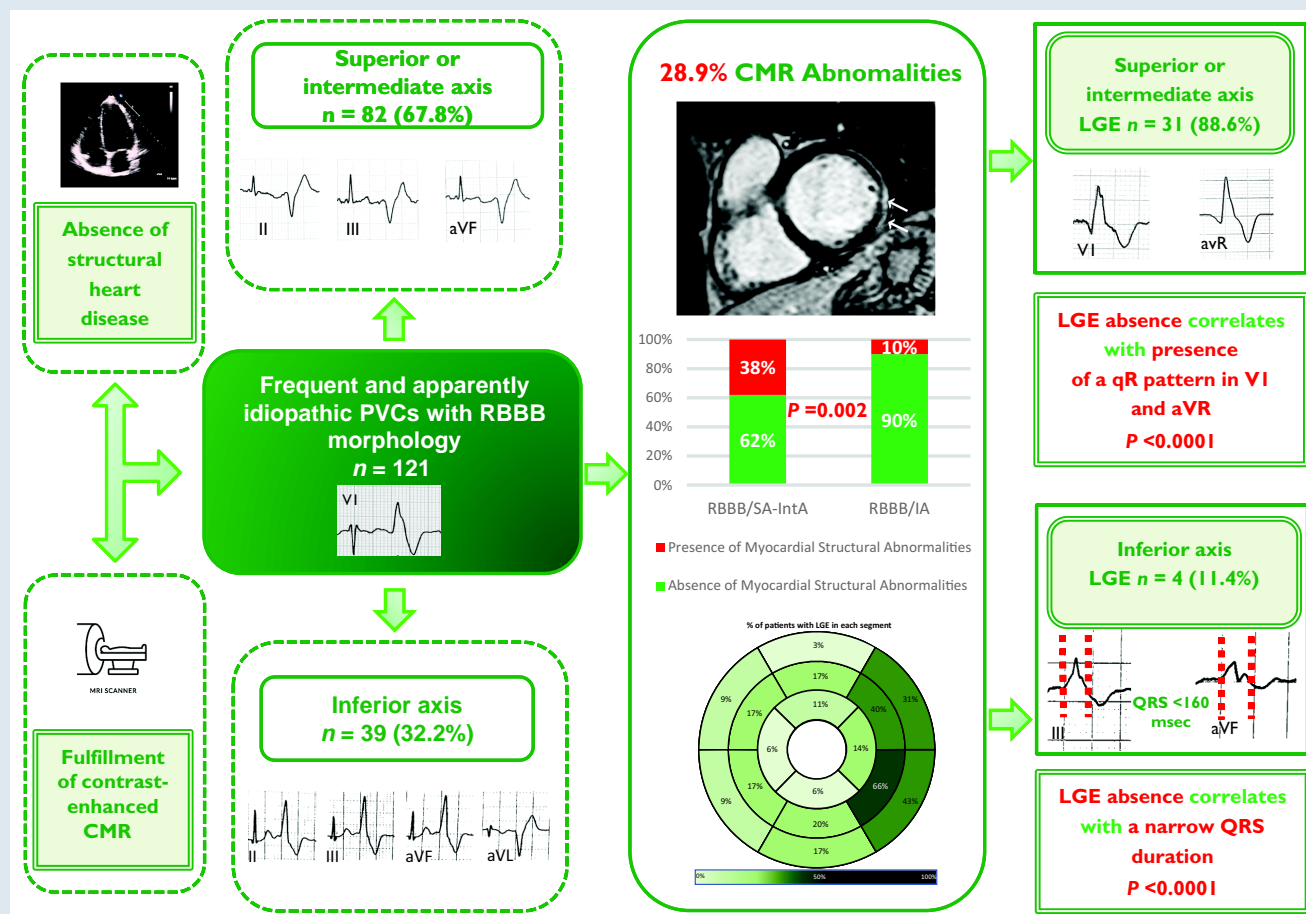 Absence of
structural
heart
disease
MRI SCANNER
Fulfillment
of contrast-
enhanced
CMR
Superior or
intermediate axis
n = 82 (67.8%)
II
III
aVF
Frequent and apparently
idiopathic PVCs with RBBB
morphology
n = 121
V1
Inferior axis
n = 39 (32.2%)
II
III
aVF
aVL
28.9% CMR Abnomalities
100%
80%
60%
40%
20%
0%
38%
62%
P =0.002
10%
90%
RBBB/SA-IntA
RBBB/IA
Presence of Myocardial Structural Abnormalities
Absence of Myocardial Structural Abnormalities
% of patients with LGE in each segment
3%
17%
11%
9%
17%
40%
31%
6%
14%
9%
17%
66%
43%
6%
20%
17%
0%
50%
100%
Superior or
intermediate axis
LGE n = 31 (88.6%)
V1
avR
LGE absence correlates
with presence
of a qR pattern in V1
and aVR
P <0.0001
Inferior axis
LGE n = 4 (11.4%)
III
QRS <160
msec
aVF
LGE absence correlates
with a narrow QRS
duration
P <0.0001